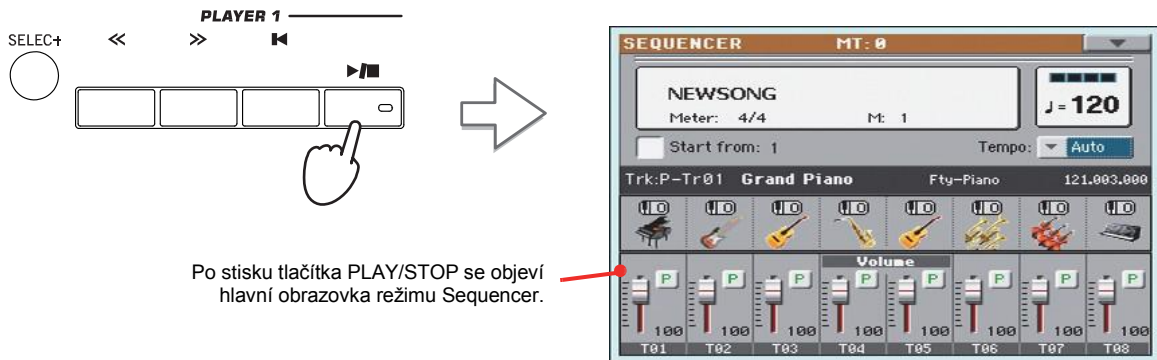 PLAYER 1
SELECT
SEQUENCER MT: 0
NEWSONG
Meter: 4/4 M: 1
♩ = 120
Start from: 1 Tempo: Auto
Trk:P-Tr01 Grand Piano Fty-Piano 121.003.000
Po stisku tlačítka PLAY/STOP se objeví
hlavní obrazovka režimu Sequencer.
Volume
P P P P P P P P
100 100 100 100 100 100 100 100
T01 T02 T03 T04 T05 T06 T07 T08